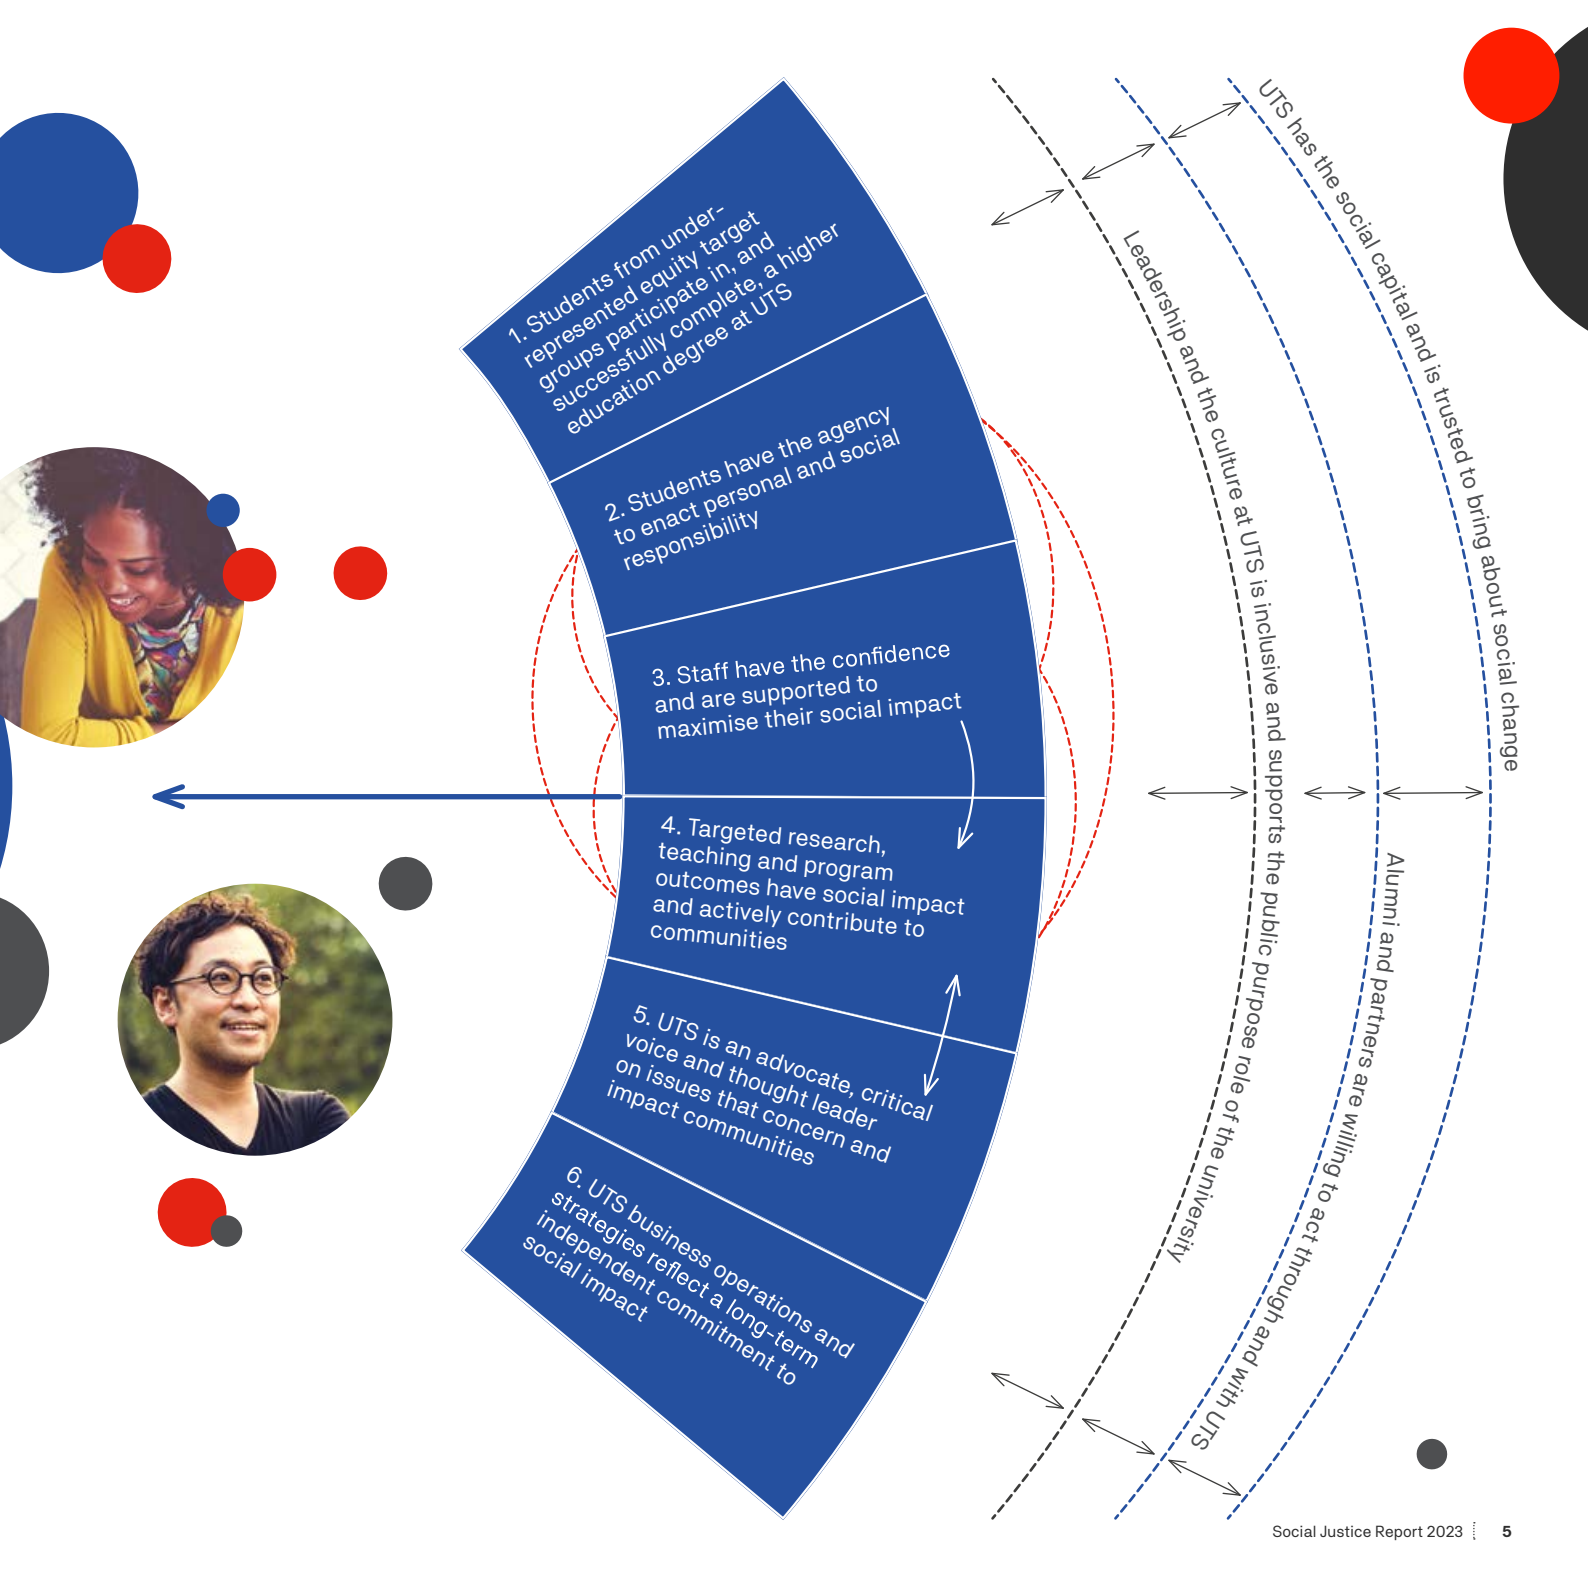 1. Students from under-
represented equity target
groups participate in, and
successfully complete, a higher
education degree at UTS
2. Students have the agency
to enact personal and social
responsibility
3. Staff have the confidence
and are supported to
maximise their social impact
4. Targeted research,
teaching and program
outcomes have social impact
and actively contribute to
communities
5. UTS is an advocate, critical
voice and thought leader
on issues that concern and
impact communities
6. UTS business operations and
strategies reflect a long-term
independent commitment to
social impact
Leadership and the culture at UTS is inclusive and supports the public purpose role of the university
Alumni and partners are willing to act through and with UTS
UTS has the social capital and is trusted to bring about social change
Social Justice Report 2023 5